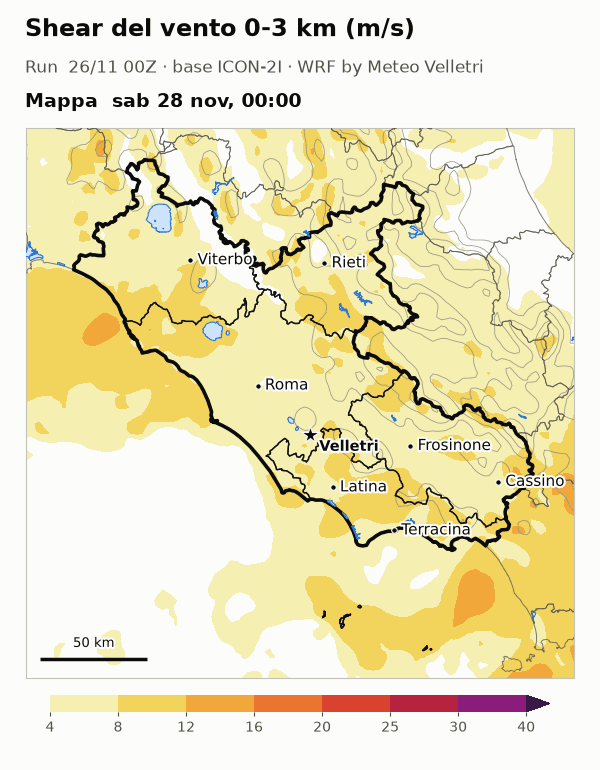 Shear del vento 0-3 km (m/s)
Run  26/11 00Z · base ICON-2I · WRF by Meteo Velletri
Mappa  sab 28 nov, 00:00
Viterbo
Rieti
Roma
Velletri
Frosinone
Cassino
Latina
Terracina
50 km
4 8 12 16 20 25 30 40